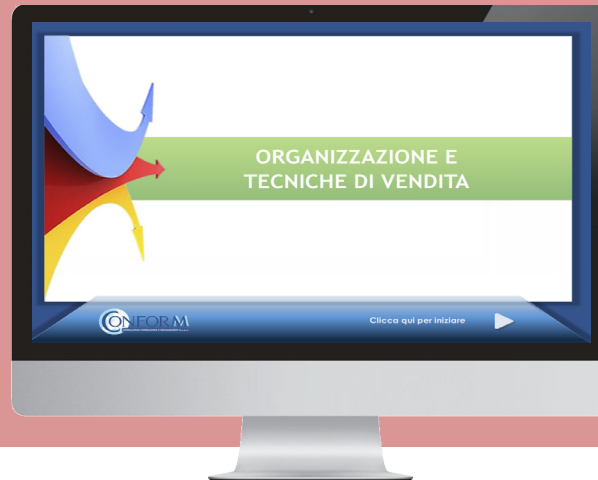 ORGANIZZAZIONE E
TECNICHE DI VENDITA
CONFORM
Clicca qui per iniziare